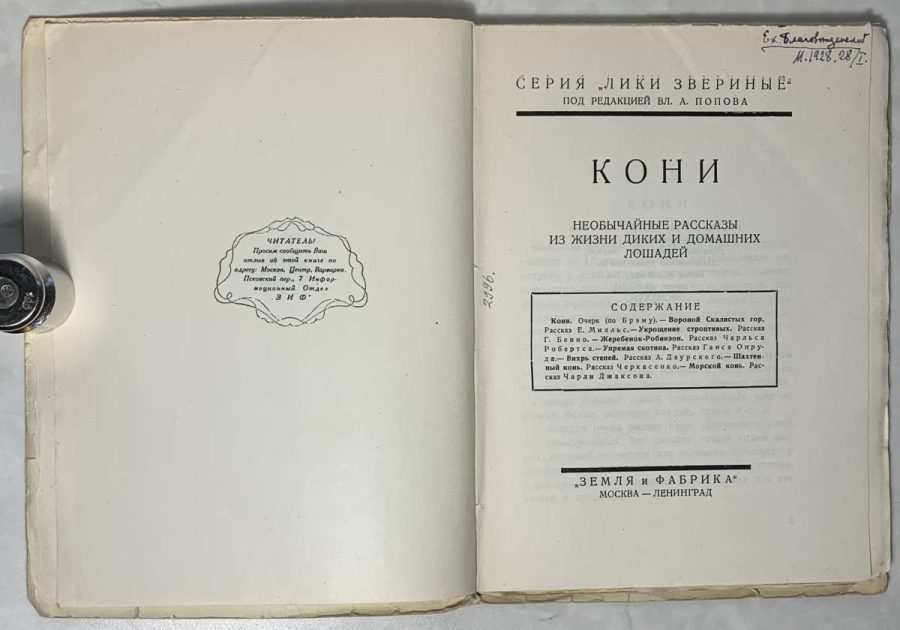 ЧИТАТЕЛЬ!
Просим сообщить Ваш
отзыв об этой книге по
адресу: Москва, Центр, Варварка,
Псковский пер., 7 Инфор-
мационный Отдел
„ЗИФ"
Ек. Благовещенский
М. 1928, 28/I.
СЕРИЯ „ЛИКИ ЗВЕРИНЫЕ"
ПОД РЕДАКЦИЕЙ ВЛ. А. ПОПОВА
КОНИ
НЕОБЫЧАЙНЫЕ РАССКАЗЫ
ИЗ ЖИЗНИ ДИКИХ И ДОМАШНИХ
ЛОШАДЕЙ
2996.
СОДЕРЖАНИЕ
Кони. Очерк (по Брэму).— Вороной Скалистых гор.
Рассказ Е. Милльс.— Укрощение строптивых. Рассказ
Г. Бенно.— Жеребенок-Робинзон. Рассказ Чарльса
Робертса.— Упрямая скотина. Рассказ Ганса Онру-
да.— Вихрь степей. Рассказ А. Даурского.— Шахтен-
ный конь. Рассказ Черкасенко.— Морской конь. Рас-
сказ Чарли Джаксона.
„ЗЕМЛЯ и ФАБРИКА"
МОСКВА — ЛЕНИНГРАД